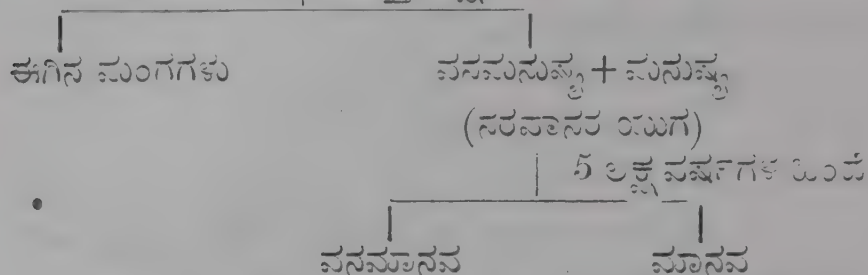 ಈಗಿನ ಮಂಗಗಳು ವನಮನುಷ್ಯ + ಮನುಷ್ಯ
(ನರವಾನರ ಯುಗ)
5 ಲಕ್ಷ ವರ್ಷಗಳ ಹಿಂದೆ
ವನಮಾನವ ಮಾನವ